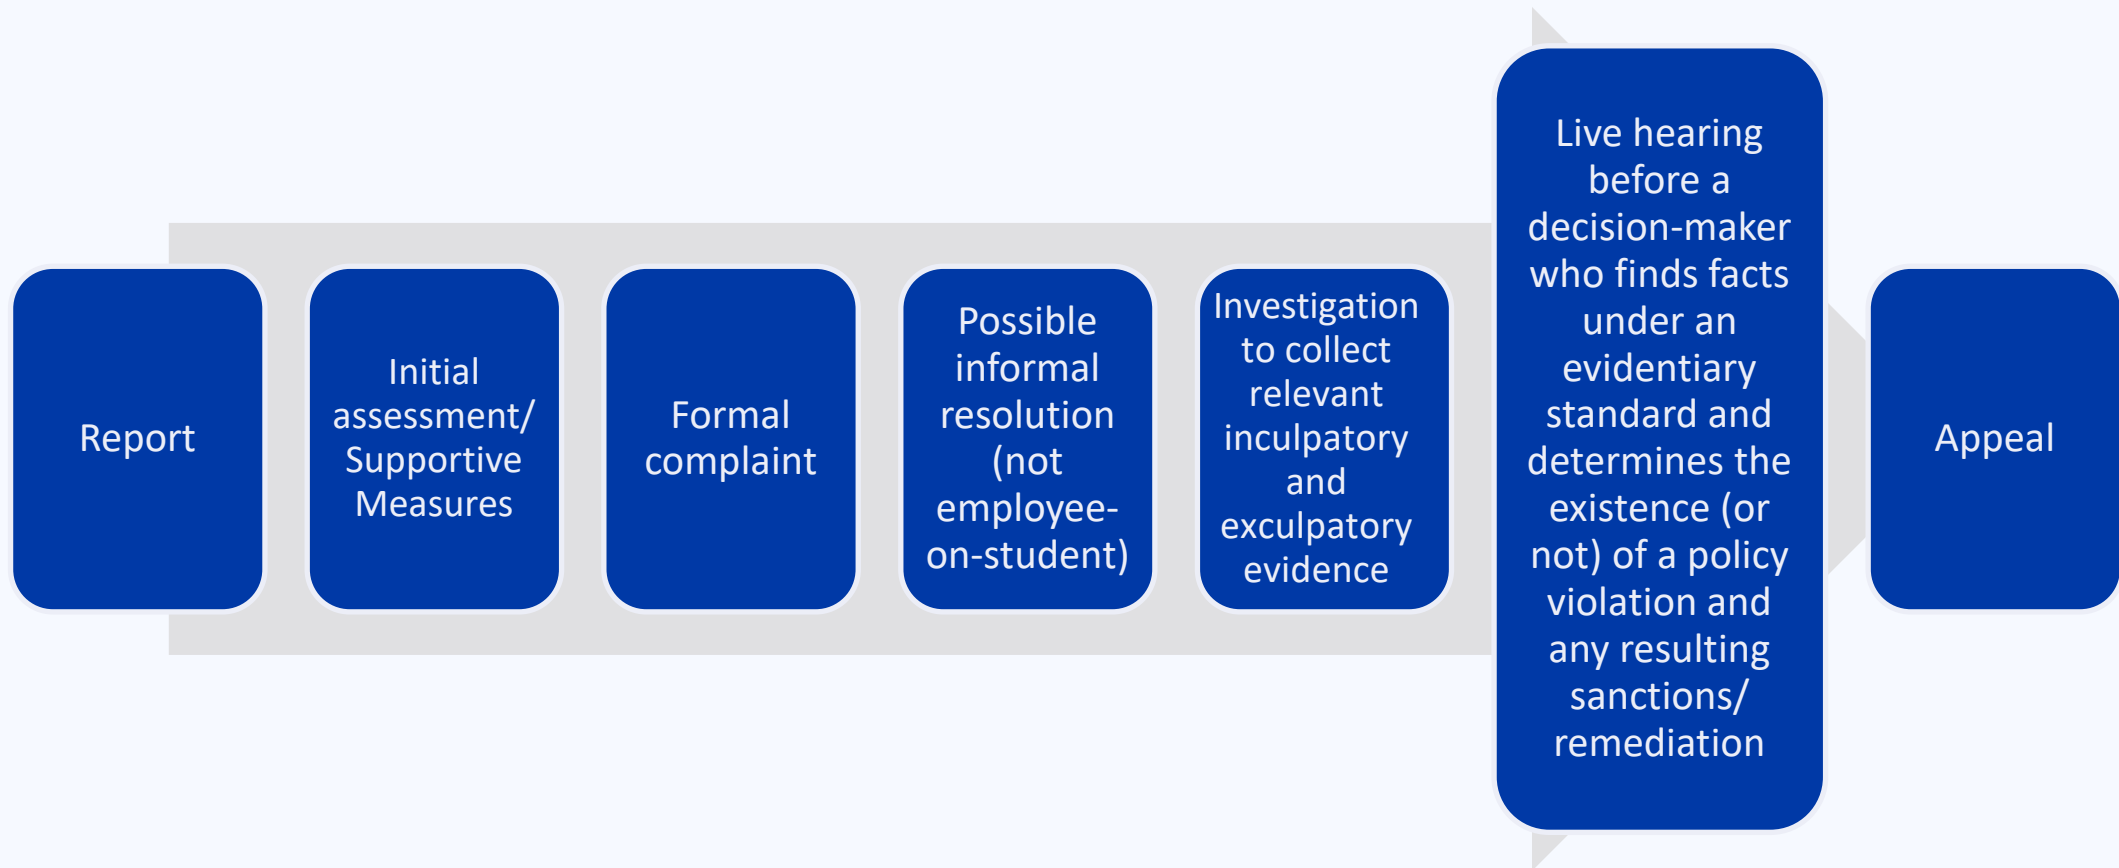 Report
Initial
assessment/
Supportive
Measures
Formal
complaint
Possible
informal
resolution
(not
employee-
on-student)
Investigation
to collect
relevant
inculpatory
and
exculpatory
evidence
Live hearing
before a
decision-maker
who finds facts
under an
evidentiary
standard and
determines the
existence (or
not) of a policy
violation and
any resulting
sanctions/
remediation
Appeal